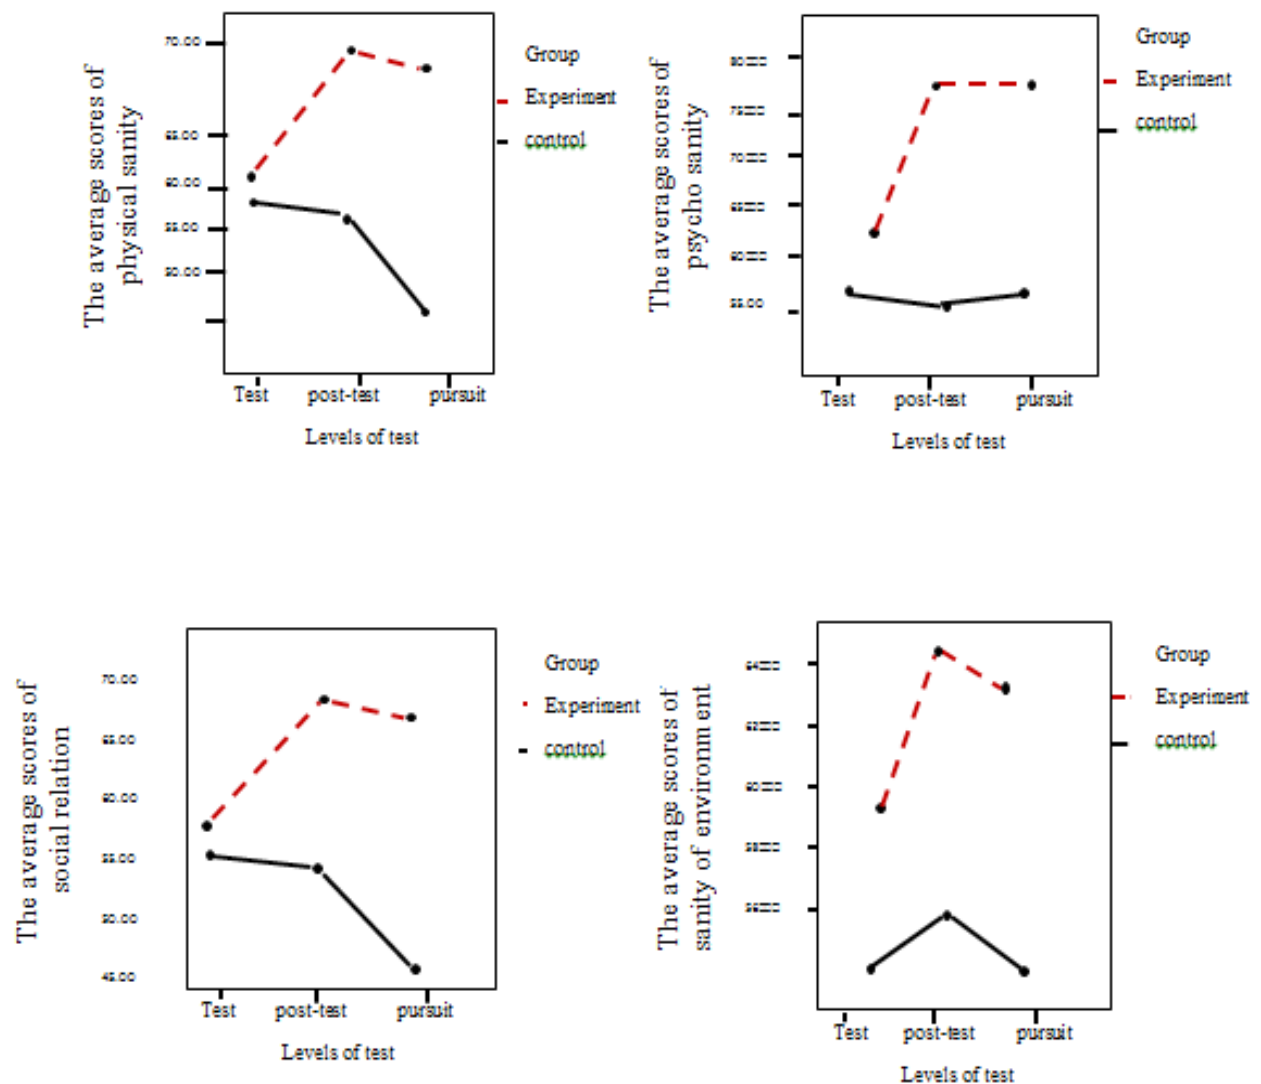 70.00
65.00
60.00
55.00
50.00
The average scores of
physical sanity
Test
post-test
pursuit
Levels of test
Group
Experiment
control
55.00
The average scores of
psycho sanity
Test
post-test
pursuit
Levels of test
Group
Experiment
control
70.00
65.00
60.00
55.00
50.00
45.00
The average scores of
social relation
Test
post-test
pursuit
Levels of test
Group
Experiment
control
The average scores of
sanity of environment
Test
post-test
pursuit
Levels of test
Group
Experiment
control